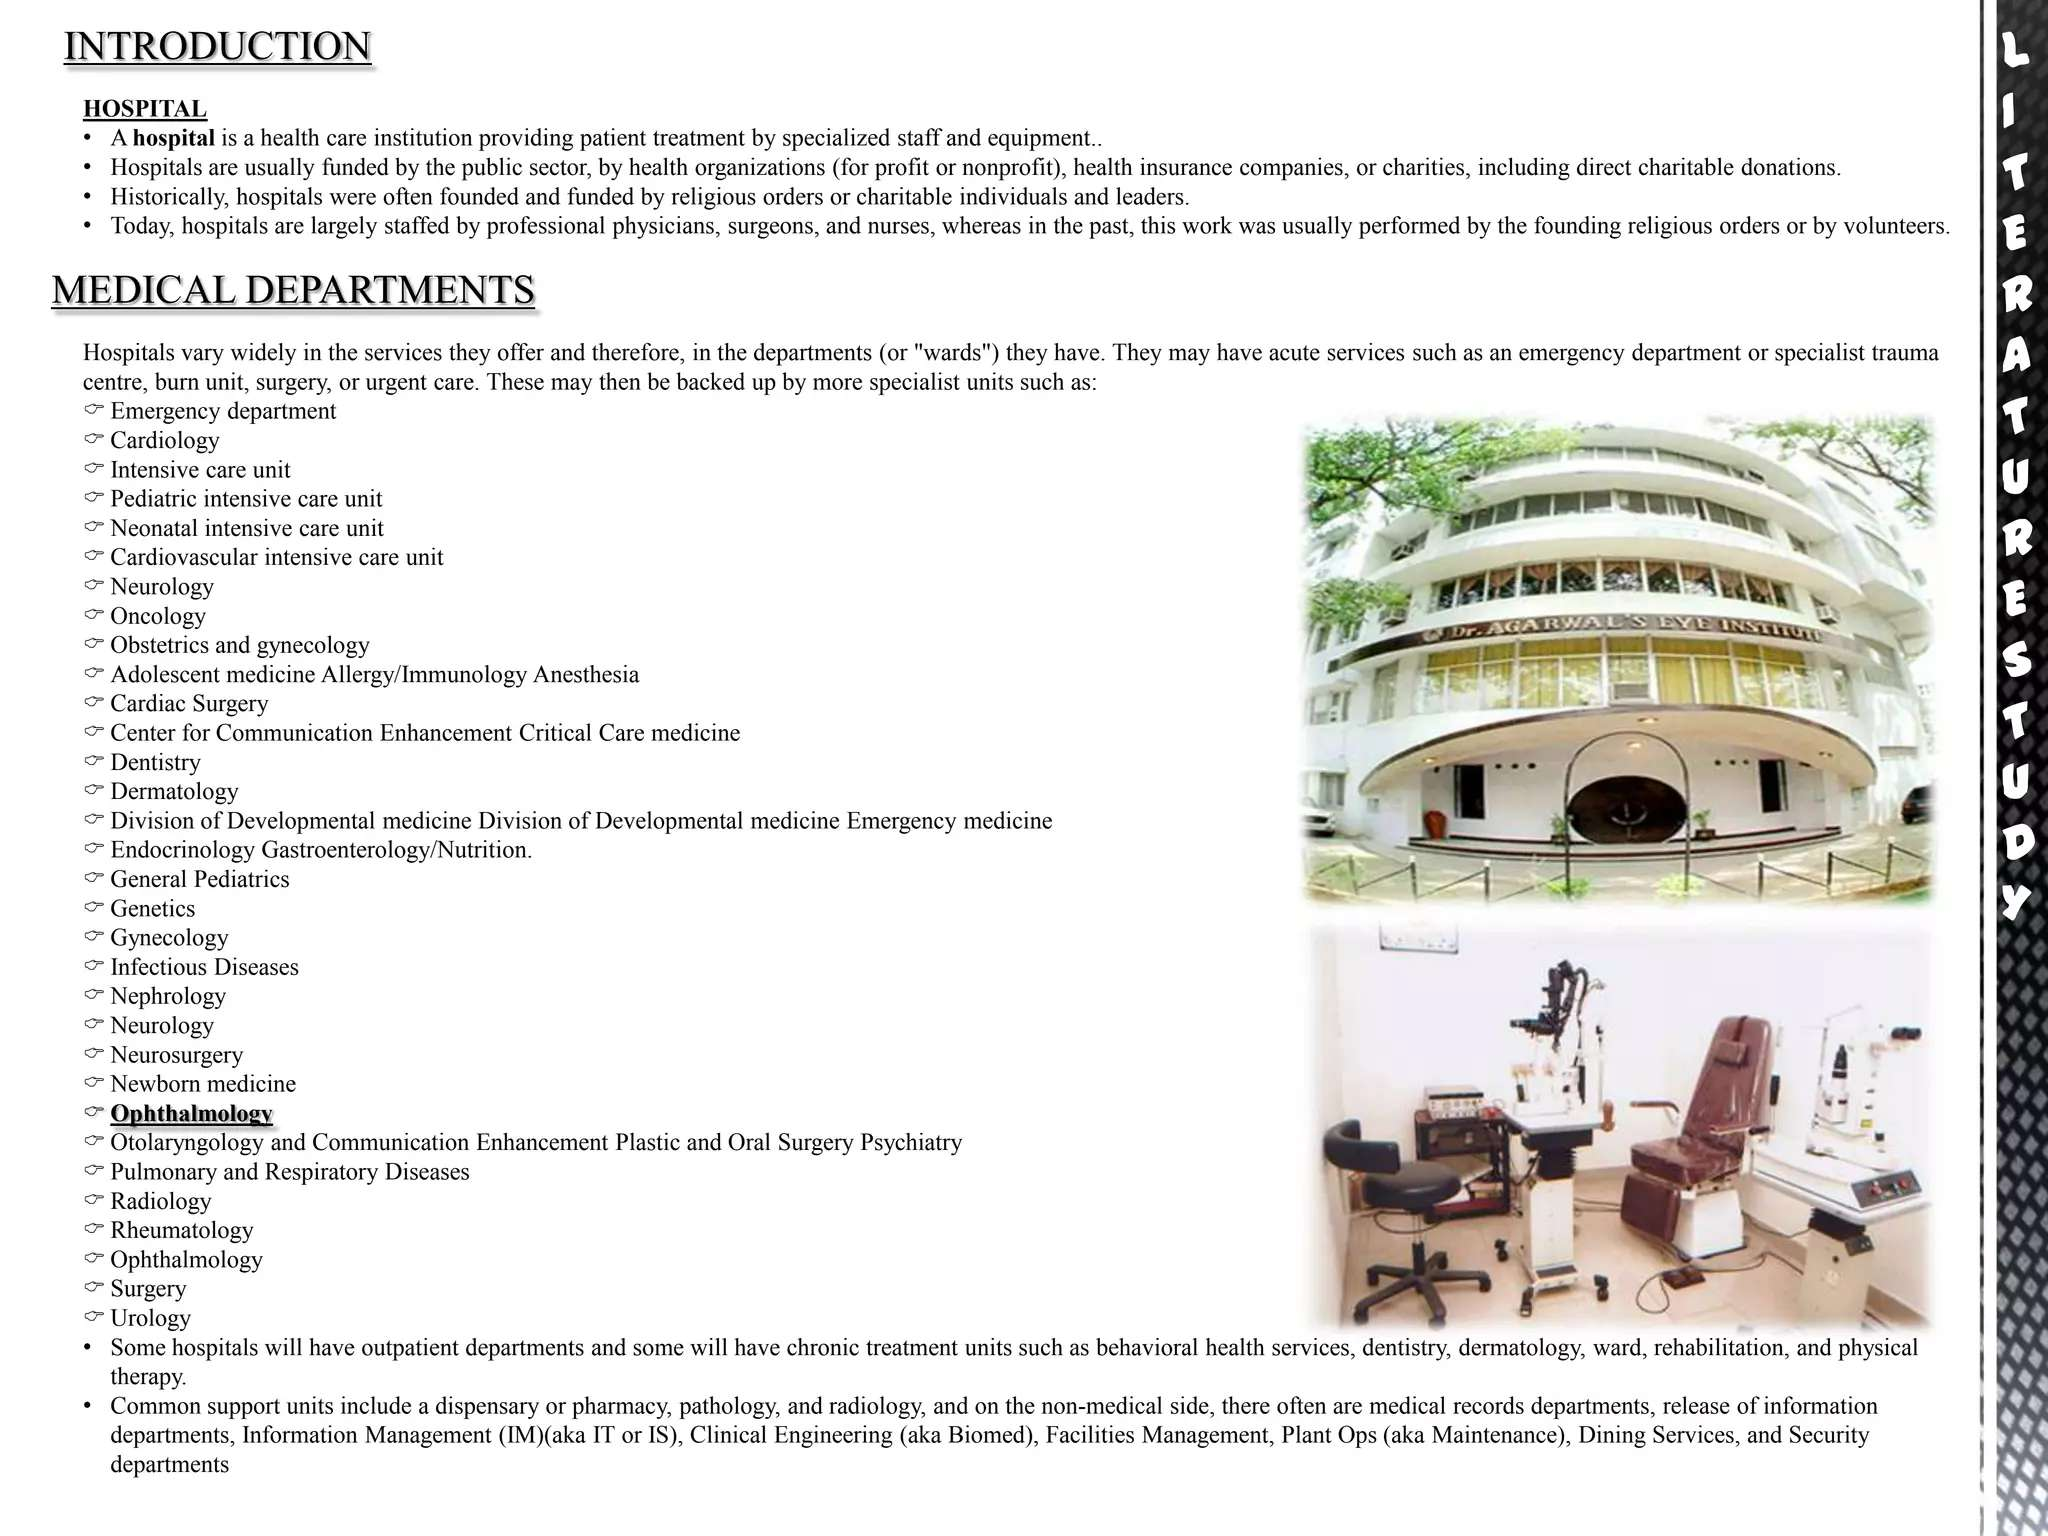 INTRODUCTION
HOSPITAL
• A hospital is a health care institution providing patient treatment by specialized staff and equipment..
• Hospitals are usually funded by the public sector, by health organizations (for profit or nonprofit), health insurance companies, or charities, including direct charitable donations.
• Historically, hospitals were often founded and funded by religious orders or charitable individuals and leaders.
• Today, hospitals are largely staffed by professional physicians, surgeons, and nurses, whereas in the past, this work was usually performed by the founding religious orders or by volunteers.
MEDICAL DEPARTMENTS
Hospitals vary widely in the services they offer and therefore, in the departments (or "wards") they have. They may have acute services such as an emergency department or specialist trauma
centre, burn unit, surgery, or urgent care. These may then be backed up by more specialist units such as:
Emergency department
Cardiology
Intensive care unit
Pediatric intensive care unit
Neonatal intensive care unit
Cardiovascular intensive care unit
Neurology
Oncology
Obstetrics and gynecology
Adolescent medicine Allergy/Immunology Anesthesia
Cardiac Surgery
Center for Communication Enhancement Critical Care medicine
Dentistry
Dermatology
Division of Developmental medicine Division of Developmental medicine Emergency medicine
Endocrinology Gastroenterology/Nutrition.
General Pediatrics
Genetics
Gynecology
Infectious Diseases
Nephrology
Neurology
Neurosurgery
Newborn medicine
Ophthalmology
Otolaryngology and Communication Enhancement Plastic and Oral Surgery Psychiatry
Pulmonary and Respiratory Diseases
Radiology
Rheumatology
Ophthalmology
Surgery
Urology
• Some hospitals will have outpatient departments and some will have chronic treatment units such as behavioral health services, dentistry, dermatology, ward, rehabilitation, and physical
therapy.
• Common support units include a dispensary or pharmacy, pathology, and radiology, and on the non-medical side, there often are medical records departments, release of information
departments, Information Management (IM)(aka IT or IS), Clinical Engineering (aka Biomed), Facilities Management, Plant Ops (aka Maintenance), Dining Services, and Security
departments
Dr. AGARWAL'S EYE INSTITUTE
LITERATURE STUDY